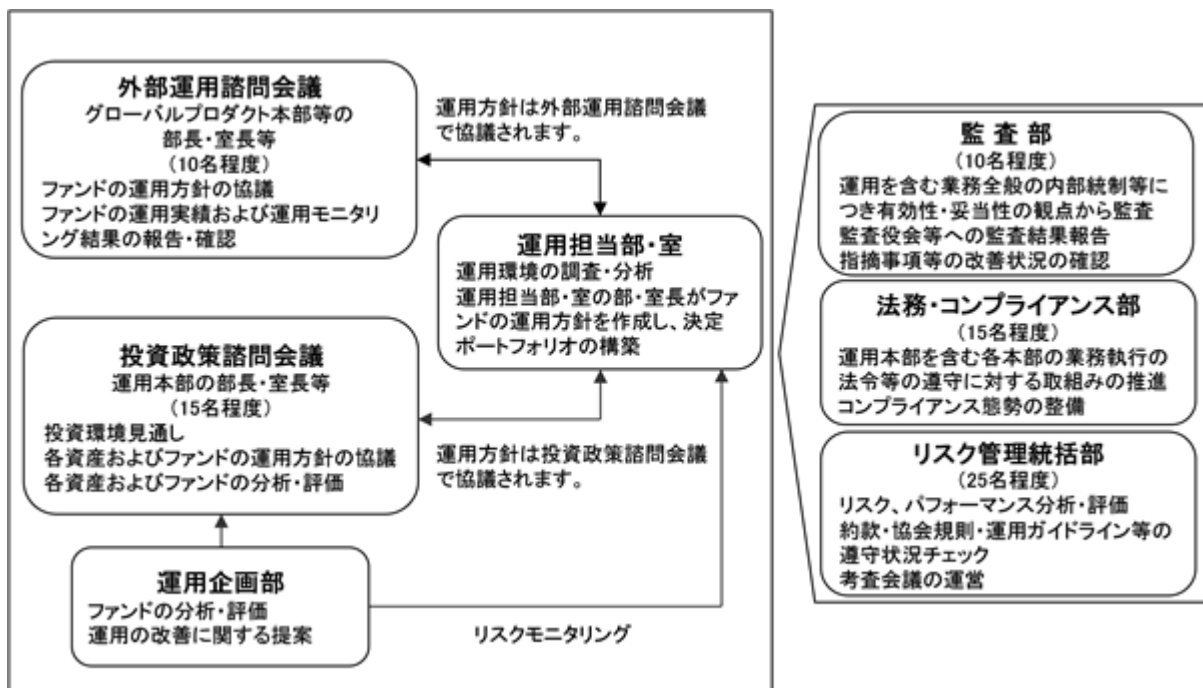 外部運用諮問会議
グローバルプロダクト本部等の
部長・室長等
(10名程度)
ファンドの運用方針の協議
ファンドの運用実績および運用モニタリ
ング結果の報告・確認
運用方針は外部運用諮問会議
で協議されます。
運用担当部・室
運用環境の調査・分析
運用担当部・室の部・室長がファ
ンドの運用方針を作成し、決定
ポートフォリオの構築
投資政策諮問会議
運用本部の部長・室長等
(15名程度)
投資環境見通し
各資産およびファンドの運用方針の協議
各資産およびファンドの分析・評価
運用方針は投資政策諮問会議
で協議されます。
運用企画部
ファンドの分析・評価
運用の改善に関する提案
リスクモニタリング
監 査 部
(10名程度)
運用を含む業務全般の内部統制等に
つき有効性・妥当性の観点から監査
監査役会等への監査結果報告
指摘事項等の改善状況の確認
法務・コンプライアンス部
(15名程度)
運用本部を含む各本部の業務執行の
法令等の遵守に対する取組みの推進
コンプライアンス態勢の整備
リスク管理統括部
(25名程度)
リスク、パフォーマンス分析・評価
約款・協会規則・運用ガイドライン等の
遵守状況チェック
考査会議の運営